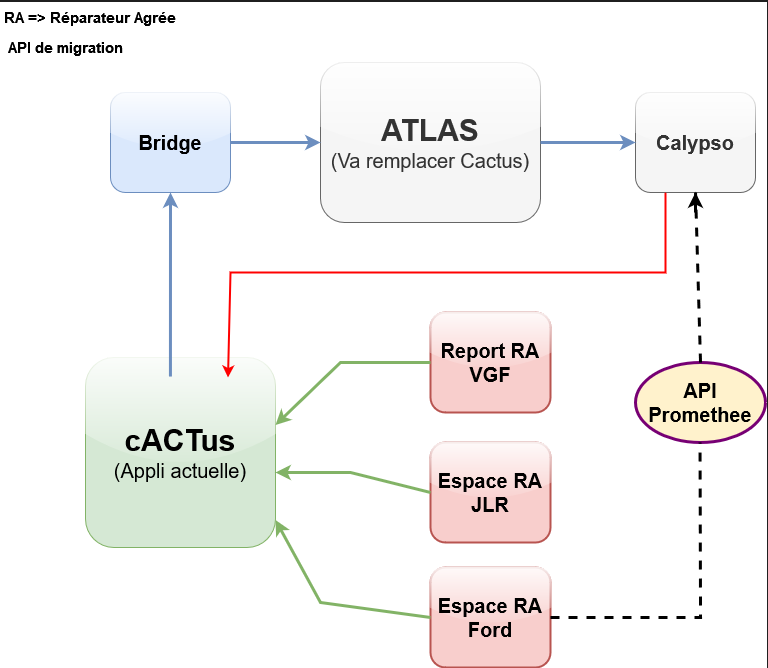 RA => Réparateur Agrée
API de migration
Bridge
ATLAS
(Va remplacer Cactus)
Calypso
Report RA
VGF
API
Promethee
cACTus
(Appli actuelle)
Espace RA
JLR
Espace RA
Ford